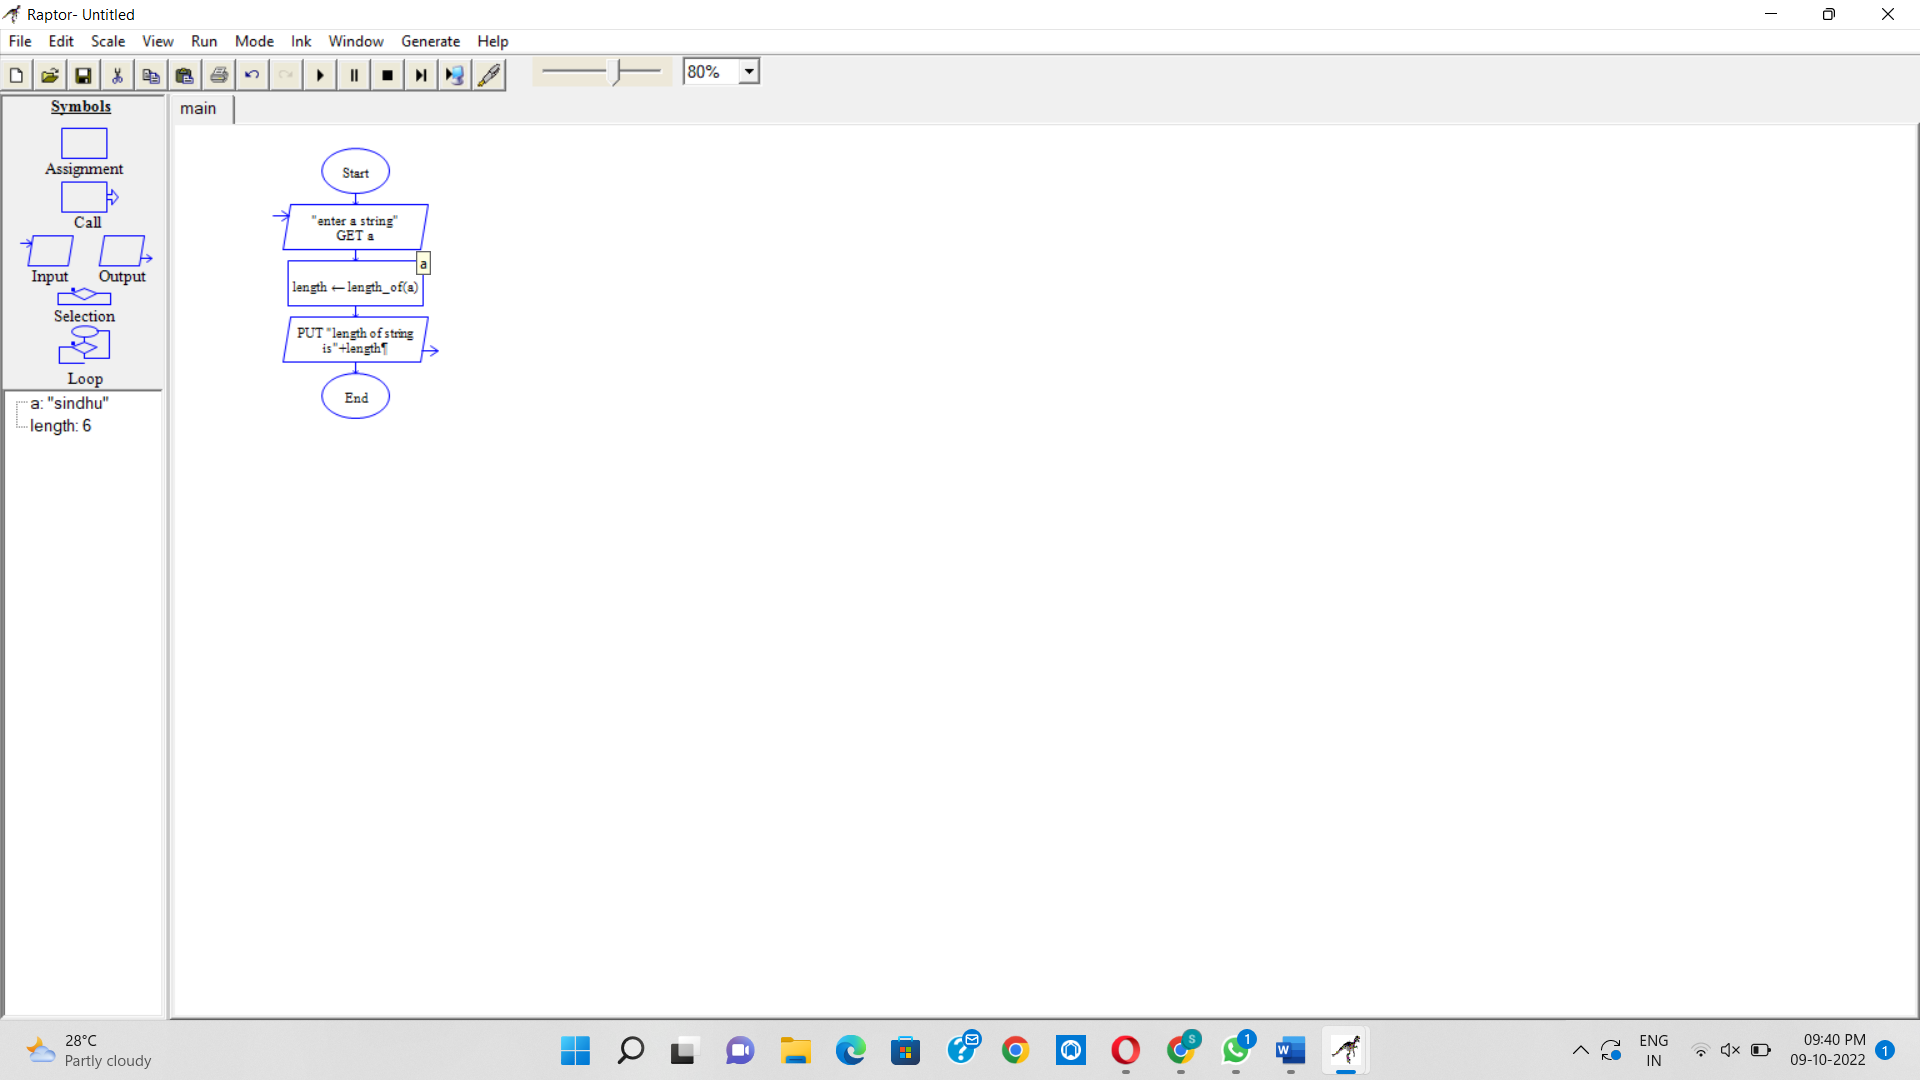 Raptor- Untitled
File Edit Scale View Run Mode Ink Window Generate Help
80%
Symbols
Assignment
Call
Input Output
Selection
Loop
a: "sindhu"
length: 6
main
Start
"enter a string"
GET a
a
length ← length_of(a)
PUT "length of string
is"+length¶
End
28°C
Partly cloudy
S
1
W
ENG
IN
09:40 PM
09-10-2022
1